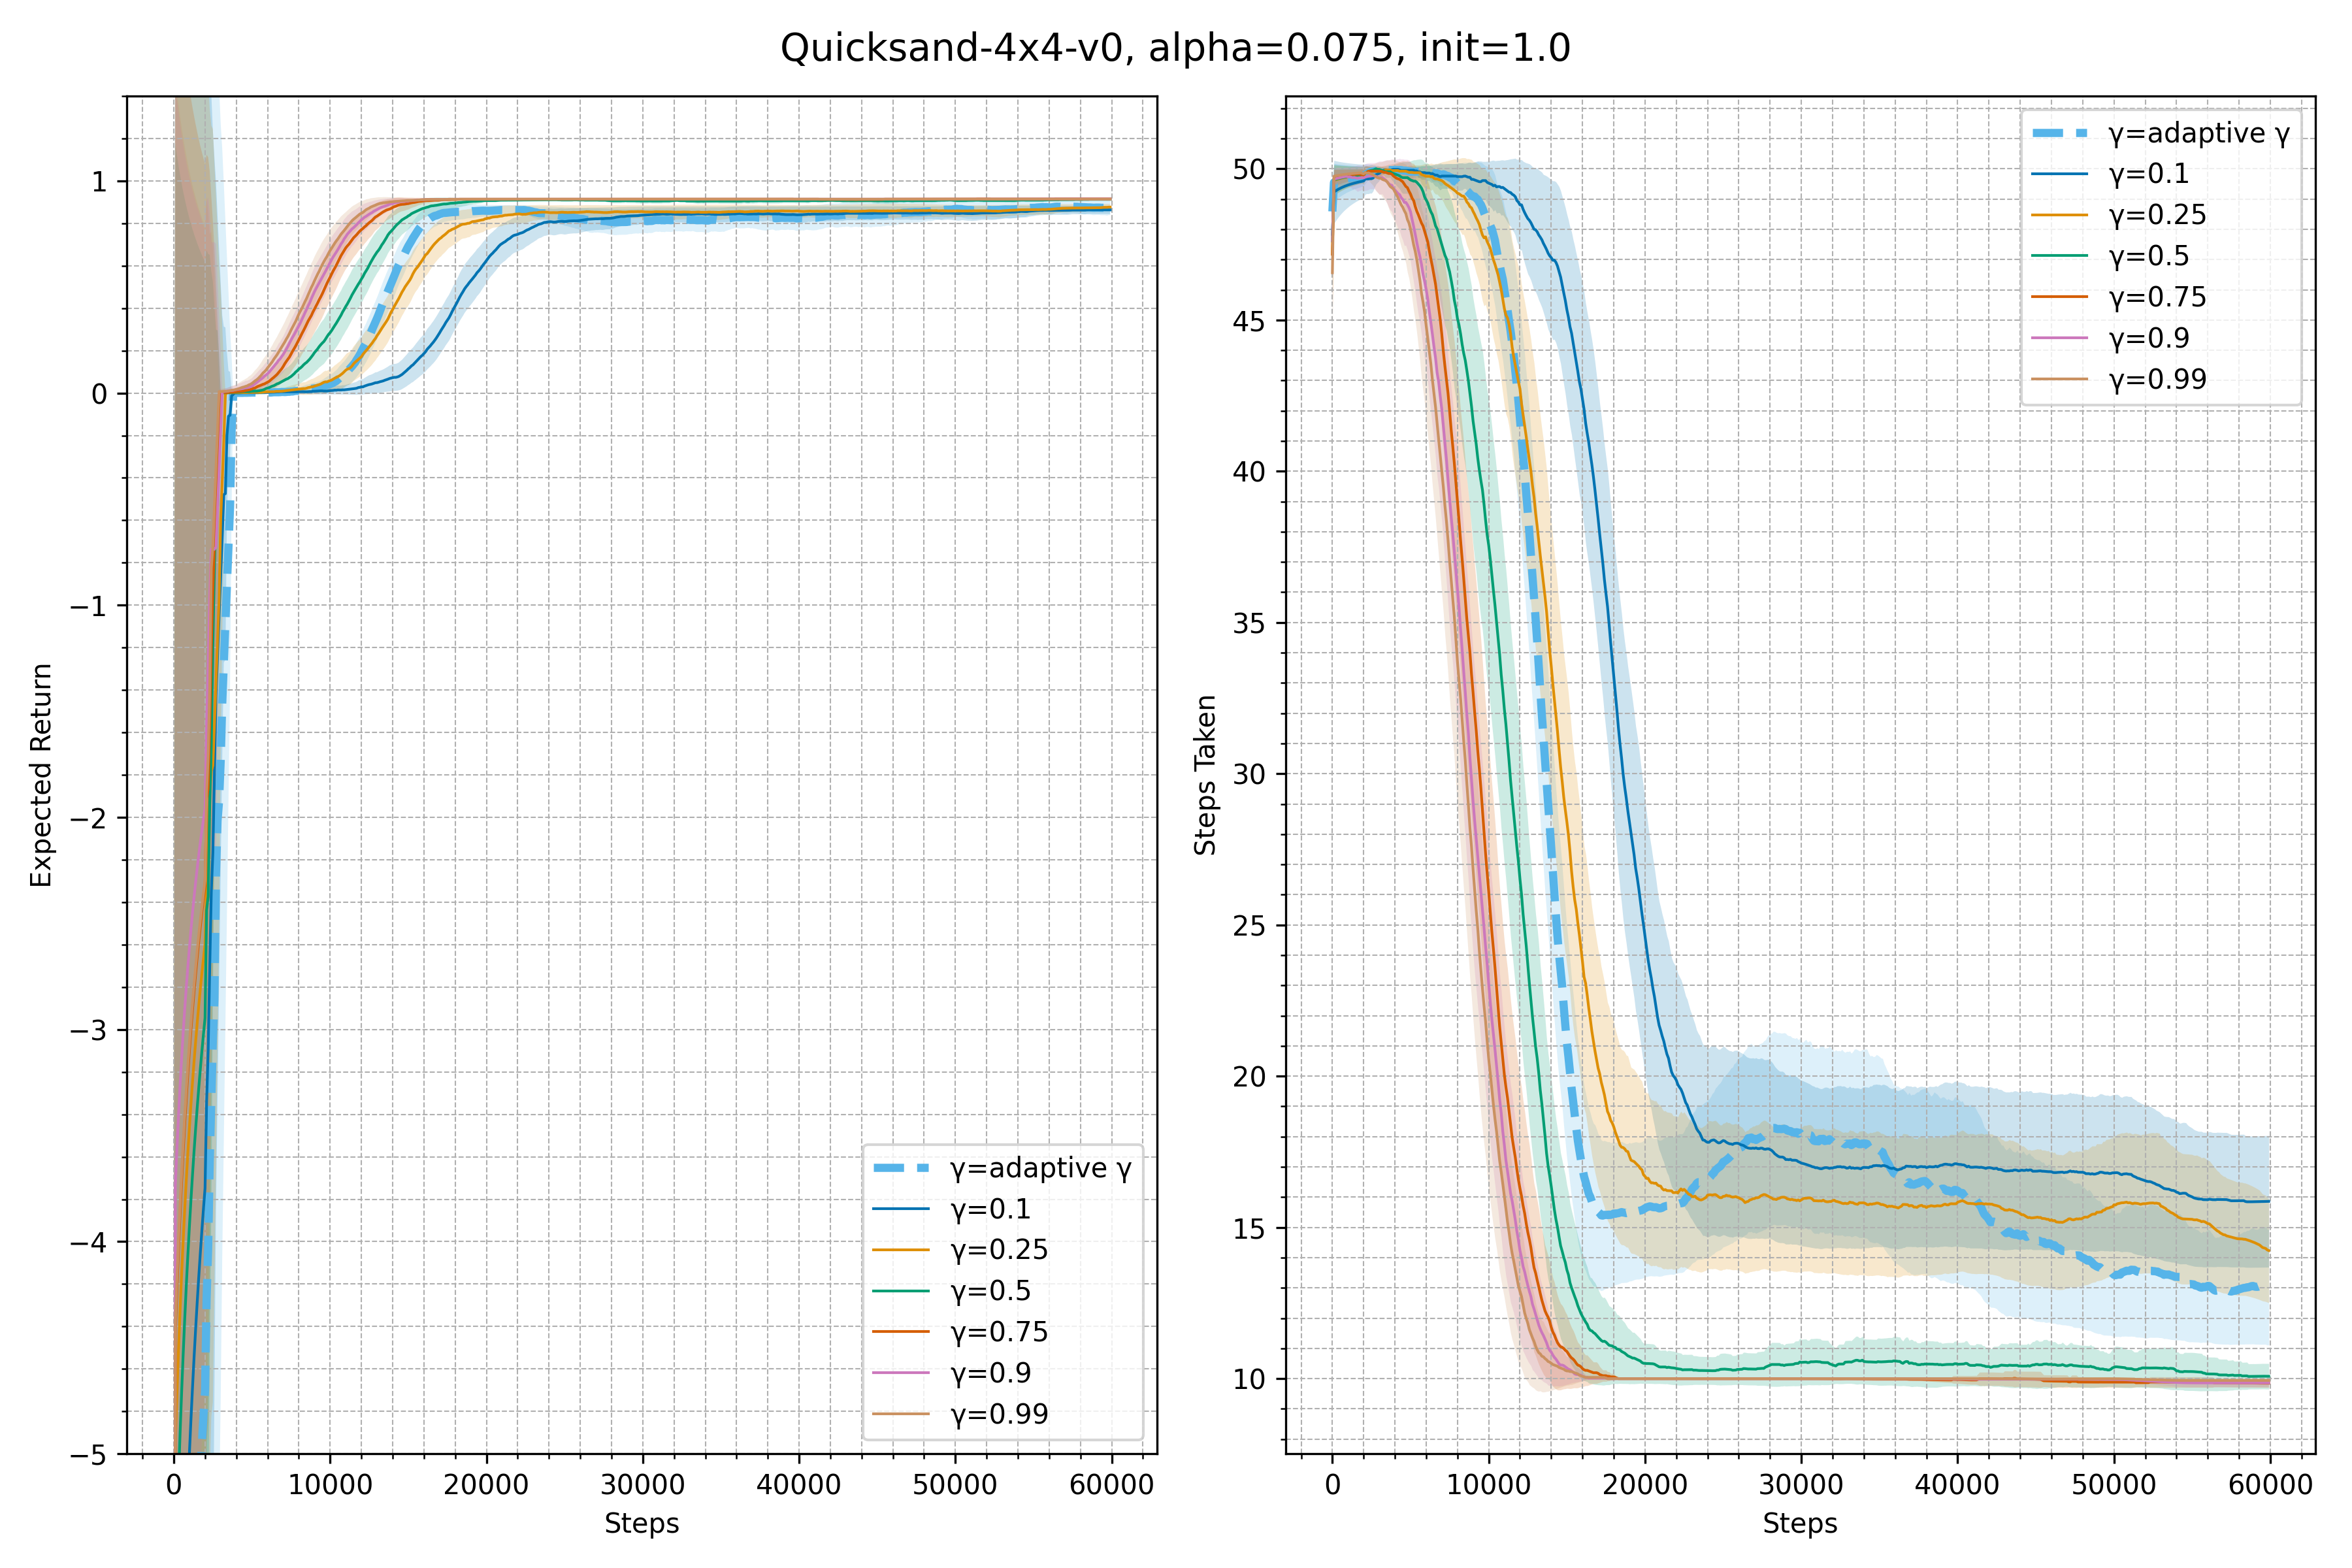 Quicksand-4x4-v0, alpha=0.075, init=1.0
Expected Return
1
0
−1
−2
−3
−4
−5
0 10000 20000 30000 40000 50000 60000
Steps
γ=adaptive γ
γ=0.1
γ=0.25
γ=0.5
γ=0.75
γ=0.9
γ=0.99
Steps Taken
50
45
40
35
30
25
20
15
10
0 10000 20000 30000 40000 50000 60000
Steps
γ=adaptive γ
γ=0.1
γ=0.25
γ=0.5
γ=0.75
γ=0.9
γ=0.99